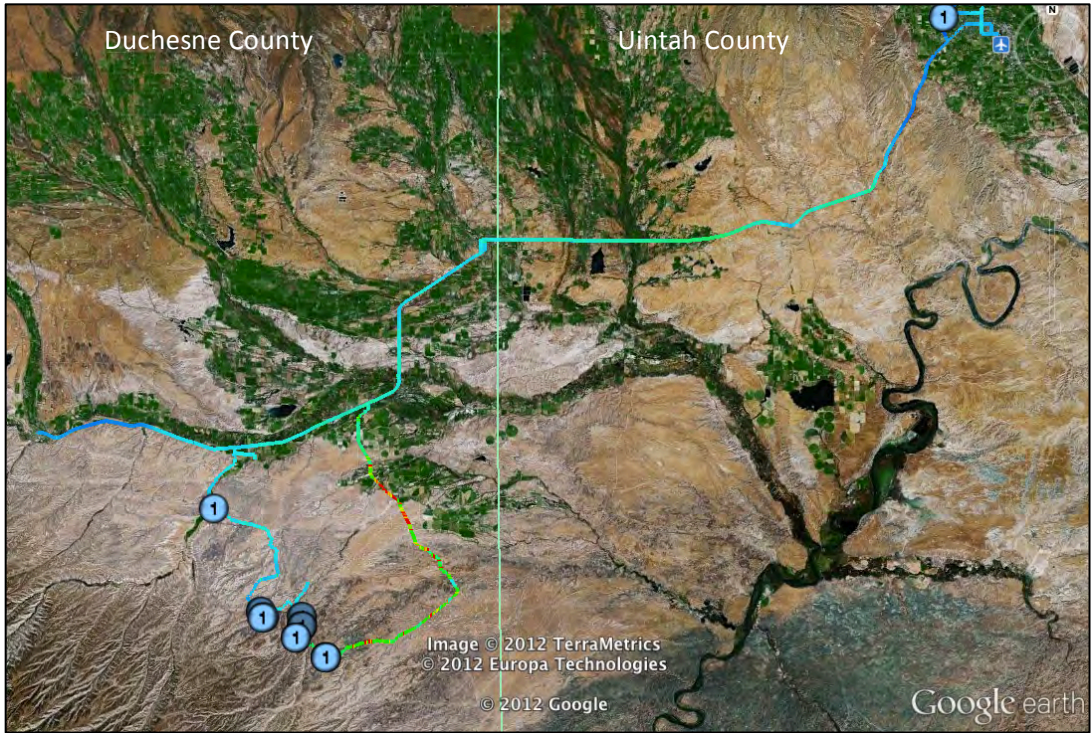 Duchesne County
Uintah County
1
N
1
1
1
1
Image © 2012 TerraMetrics
© 2012 Europa Technologies
© 2012 Google
Google earth